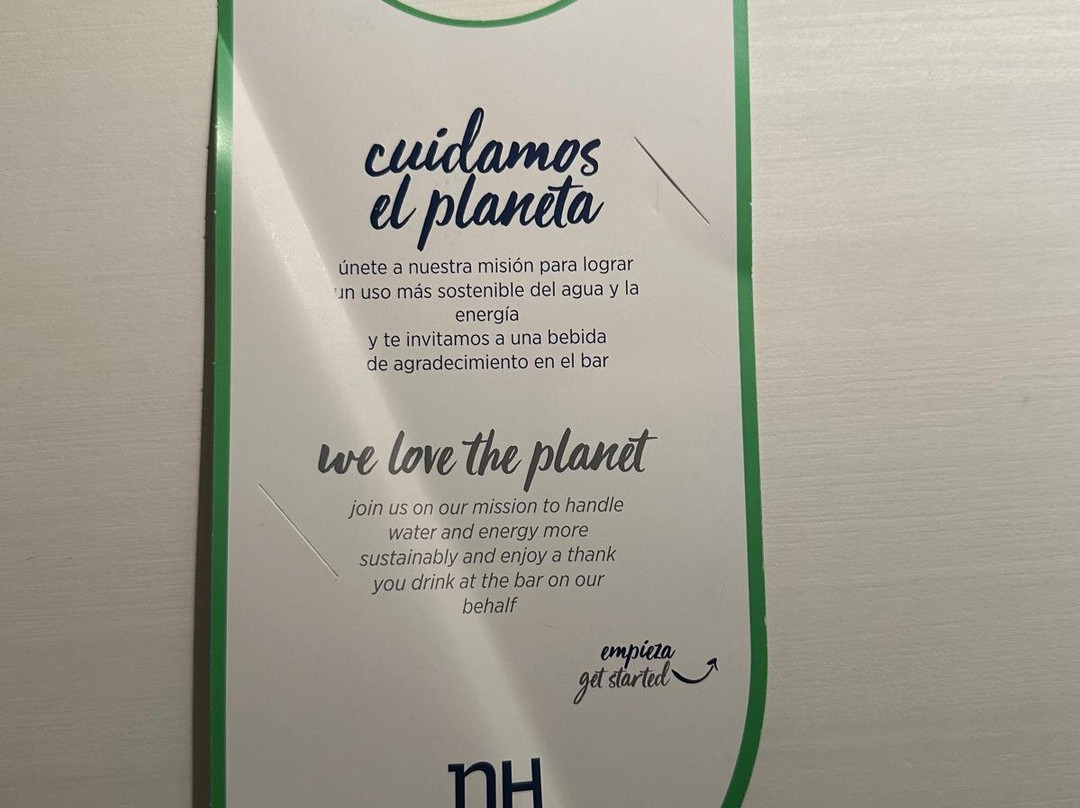 cuidamos
el planeta
únete a nuestra misión para lograr
un uso más sostenible del agua y la
energía
y te invitamos a una bebida
de agradecimiento en el bar
we love the planet
join us on our mission to handle
water and energy more
sustainably and enjoy a thank
you drink at the bar on our
behalf
empieza
get started
nH